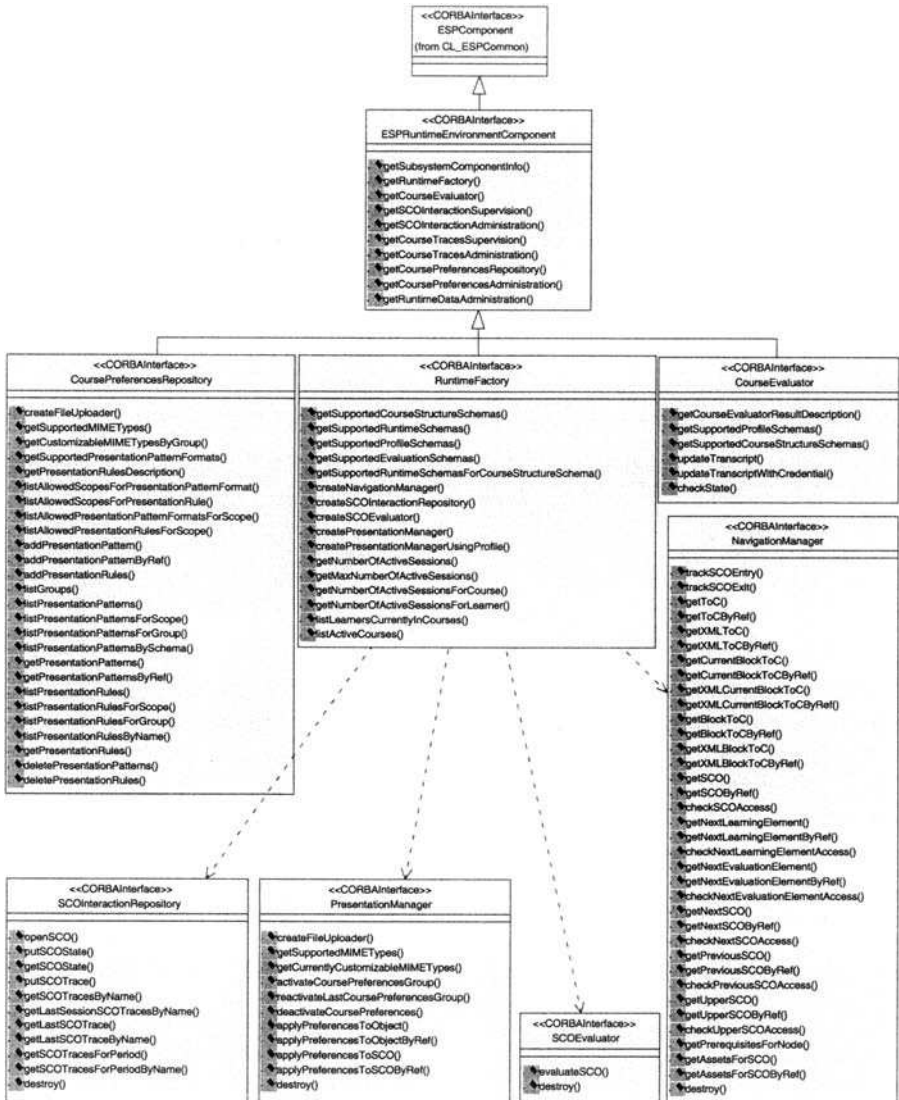 <<CORBAInterface>>
ESPComponent
(from CL_ESPCommon)
<<CORBAInterface>>
ESPRuntimeEnvironmentComponent
getSubsystemComponentInfo()
getRuntimeFactory()
getCourseEvaluator()
getSCOInteractionSupervision()
getSCOInteractionAdministration()
getCourseTracesSupervision()
getCourseTracesAdministration()
getCoursePreferencesRepository()
getCoursePreferencesAdministration()
getRuntimeDataAdministration()
<<CORBAInterface>>
CoursePreferencesRepository
createFileUploader()
getSupportedMIMETypes()
getCustomizableMIMETypesByGroup()
getSupportedPresentationPatternFormats()
getPresentationRulesDescription()
listAllowedScopesForPresentationPatternFormat()
listAllowedScopesForPresentationRule()
listAllowedPresentationPatternFormatsForScope()
listAllowedPresentationRulesForScope()
addPresentationPattern()
addPresentationPatternByRef()
addPresentationRules()
listGroups()
listPresentationPatterns()
listPresentationPatternsForScope()
listPresentationPatternsForGroup()
listPresentationPatternsBySchema()
getPresentationPatterns()
getPresentationPatternsByRef()
listPresentationRules()
listPresentationRulesForScope()
listPresentationRulesForGroup()
listPresentationRulesByName()
getPresentationRules()
deletePresentationPatterns()
deletePresentationRules()
<<CORBAInterface>>
RuntimeFactory
getSupportedCourseStructureSchemas()
getSupportedRuntimeSchemas()
getSupportedProfileSchemas()
getSupportedEvaluationSchemas()
getSupportedRuntimeSchemasForCourseStructureSchema()
createNavigationManager()
createSCOInteractionRepository()
createSCOEvaluator()
createPresentationManager()
createPresentationManagerUsingProfile()
getNumberOfActiveSessions()
getMaxNumberOfActiveSessions()
getNumberOfActiveSessionsForCourse()
getNumberOfActiveSessionsForLearner()
listLearnersCurrentlyInCourses()
listActiveCourses()
<<CORBAInterface>>
CourseEvaluator
getCourseEvaluatorResultDescription()
getSupportedProfileSchemas()
getSupportedCourseStructureSchemas()
updateTranscript()
updateTranscriptWithCredential()
checkState()
<<CORBAInterface>>
NavigationManager
trackSCOEntry()
trackSCOExit()
getToC()
getToCByRef()
getXMLToC()
getXMLToCByRef()
getCurrentBlockToC()
getCurrentBlockToCByRef()
getXMLCurrentBlockToC()
getXMLCurrentBlockToCByRef()
getBlockToC()
getBlockToCByRef()
getXMLBlockToC()
getXMLBlockToCByRef()
getSCO()
getSCOByRef()
checkSCOAccess()
getNextLearningElement()
getNextLearningElementByRef()
checkNextLearningElementAccess()
getNextEvaluationElement()
getNextEvaluationElementByRef()
checkNextEvaluationElementAccess()
getNextSCO()
getNextSCOByRef()
checkNextSCOAccess()
getPreviousSCO()
getPreviousSCOByRef()
checkPreviousSCOAccess()
getUpperSCO()
getUpperSCOByRef()
checkUpperSCOAccess()
getPrerequisitesForNode()
getAssetsForSCO()
getAssetsForSCOByRef()
destroy()
<<CORBAInterface>>
SCOInteractionRepository
openSCO()
putSCOState()
getSCOState()
putSCOTrace()
getSCOTracesByName()
getLastSessionSCOTracesByName()
getLastSCOTrace()
getLastSCOTraceByName()
getSCOTracesForPeriod()
getSCOTracesForPeriodByName()
destroy()
<<CORBAInterface>>
PresentationManager
createFileUploader()
getSupportedMIMETypes()
getCurrentlyCustomizableMIMETypes()
activateCoursePreferencesGroup()
reactivateLastCoursePreferencesGroup()
deactivateCoursePreferences()
applyPreferencesToObject()
applyPreferencesToObjectByRef()
applyPreferencesToSCO()
applyPreferencesToSCOByRef()
destroy()
<<CORBAInterface>>
SCOEvaluator
evaluateSCO()
destroy()